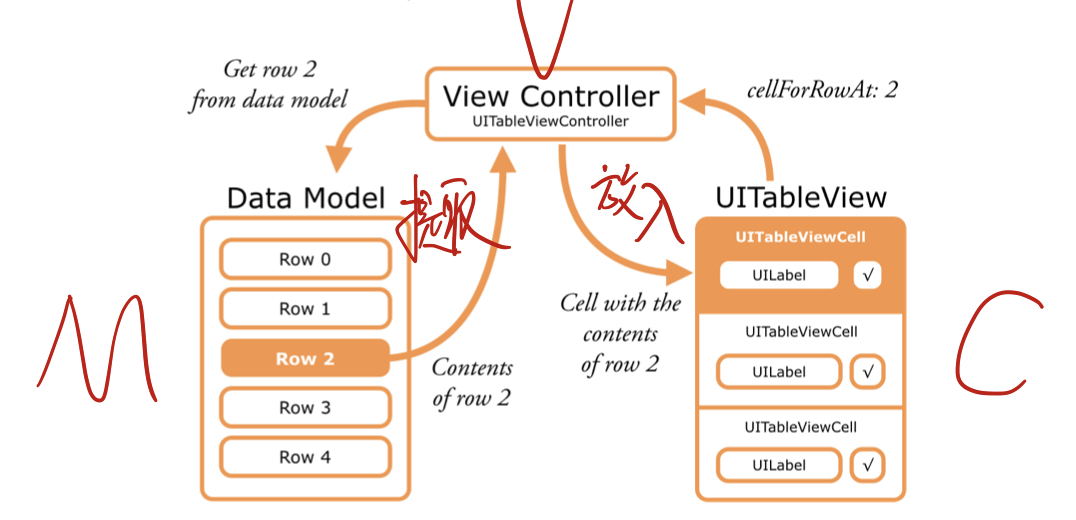 V
Get row 2
from data model
View Controller
UITableViewController
cellForRowAt: 2
Data Model
提取
放入
UITableView
UITableViewCell
UILabel
√
Row 0
Row 1
Row 2
Row 3
Row 4
Contents
of row 2
Cell with the
contents
of row 2
UITableViewCell
UILabel
√
UITableViewCell
UILabel
√
M
C